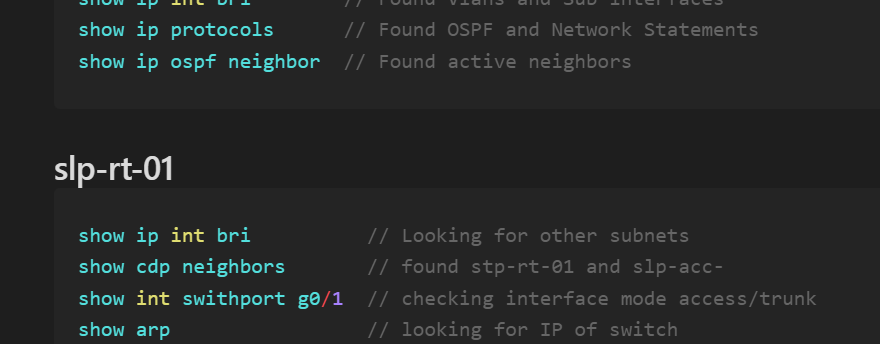 show ip int bri // Found Vlans and Sub Interfaces
show ip protocols // Found OSPF and Network Statements
show ip ospf neighbor // Found active neighbors
slp-rt-01
show ip int bri // Looking for other subnets
show cdp neighbors // found stp-rt-01 and slp-acc-
show int swithport g0/1 // checking interface mode access/trunk
show arp // looking for IP of switch